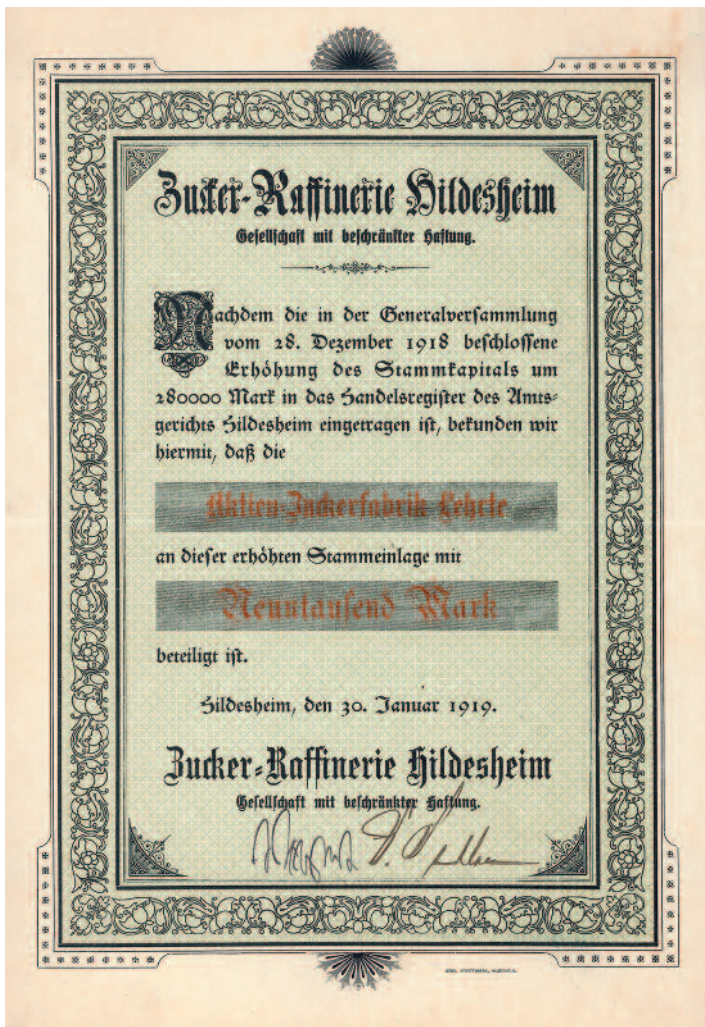 Zucker-Raffinerie Hildesheim
Gesellschaft mit beschränkter Haftung.
Nachdem die in der Generalversammlung
vom 28. Dezember 1918 beschlossene
Erhöhung des Stammkapitals um
280000 Mark in das Handelsregister des Amts-
gerichts Hildesheim eingetragen ist, bekunden wir
hiermit, daß die
Aktien-Zuckerfabrik Lehrte
an dieser erhöhten Stammeinlage mit
Neuntausend Mark
beteiligt ist.
Hildesheim, den 30. Januar 1919.
Zucker-Raffinerie Hildesheim
Gesellschaft mit beschränkter Haftung.